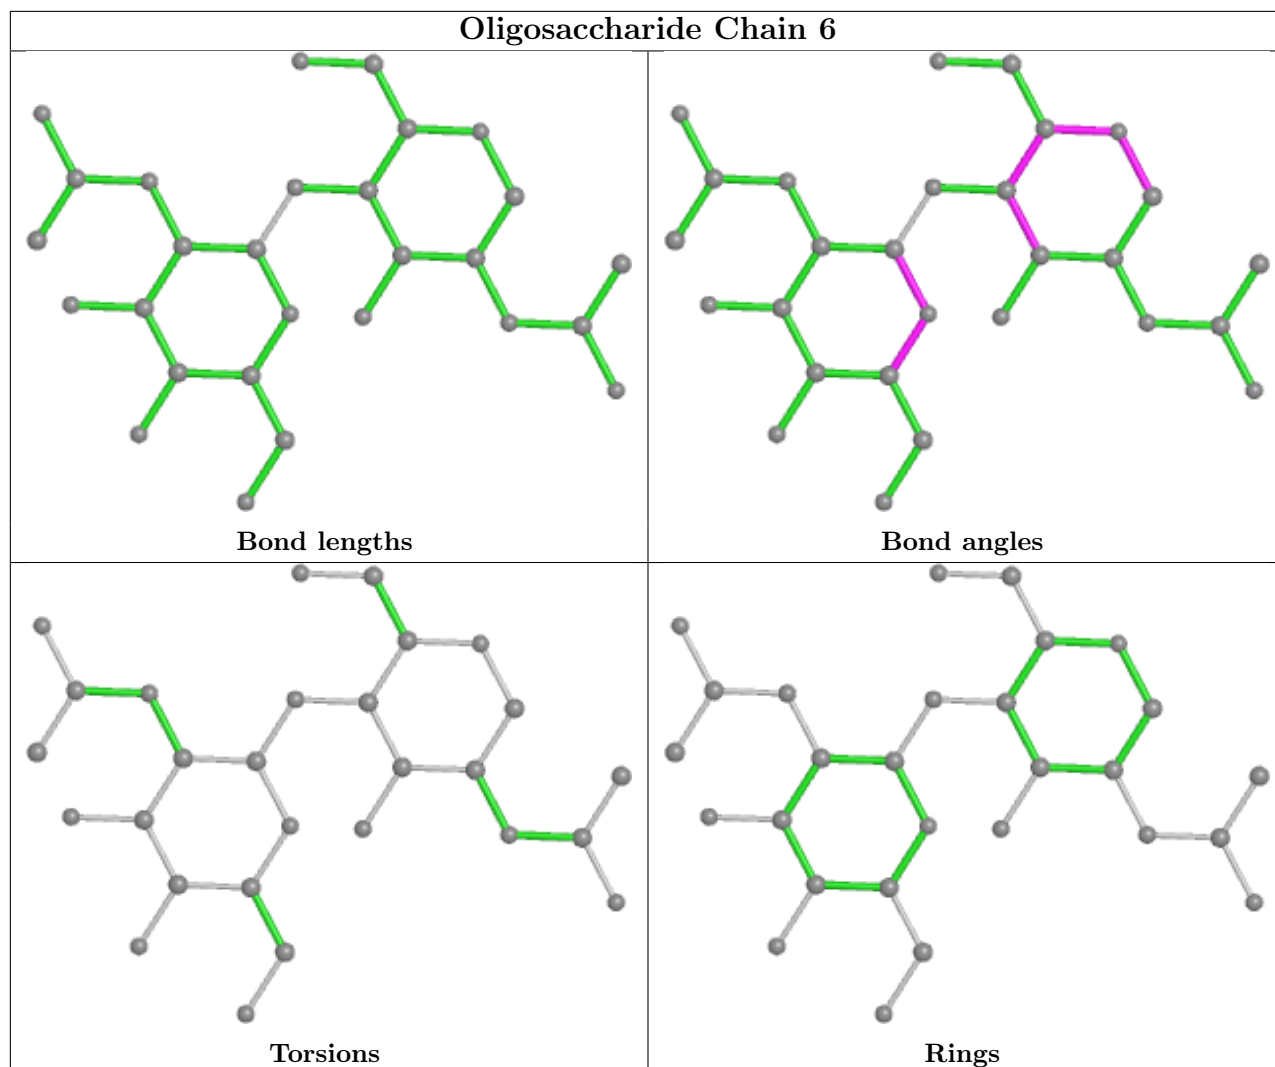 Oligosaccharide Chain 6
Bond lengths
Bond angles
Torsions
Rings